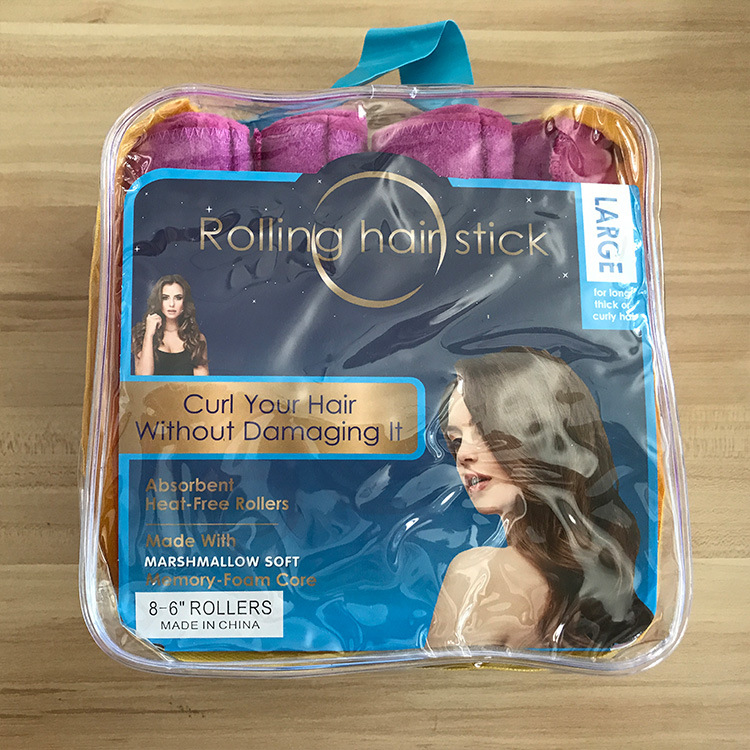 Rolling hair stick
LARGE
for long
thick or
curly
Curl Your Hair
Without Damaging It
Absorbent
Heat-Free Rollers
Made With
MARSHMALLOW SOFT
Memory-Foam Core
8-6" ROLLERS
MADE IN CHINA